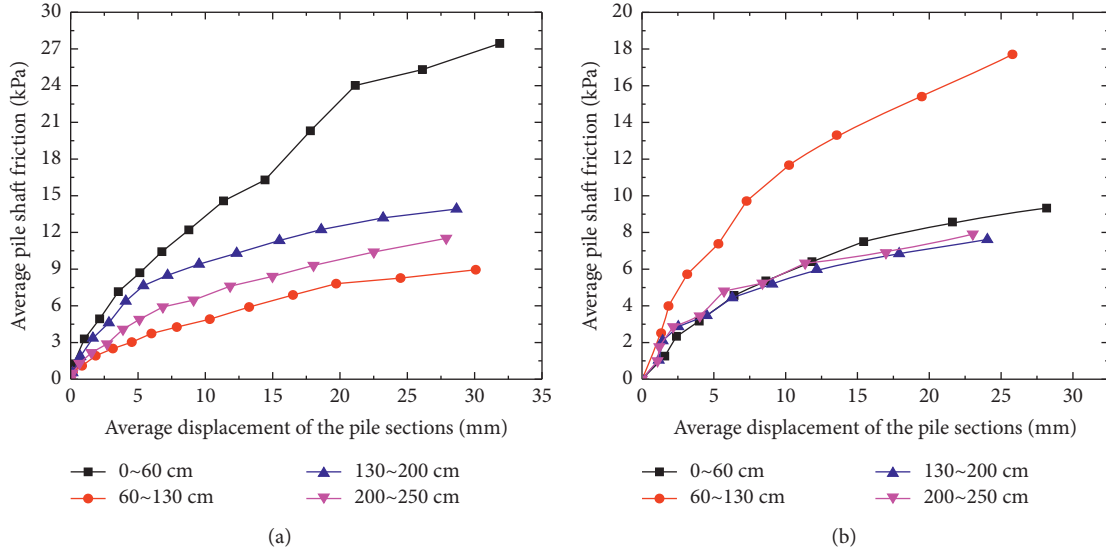 30
27
24
21
18
15
12
9
6
3
0
0 5 10 15 20 25 30 35
Average pile shaft friction (kPa)
Average displacement of the pile sections (mm)
0~60 cm
60~130 cm
130~200 cm
200~250 cm
(a)
20
18
16
14
12
10
8
6
4
2
0
0 5 10 15 20 25 30
Average pile shaft friction (kPa)
Average displacement of the pile sections (mm)
0~60 cm
60~130 cm
130~200 cm
200~250 cm
(b)